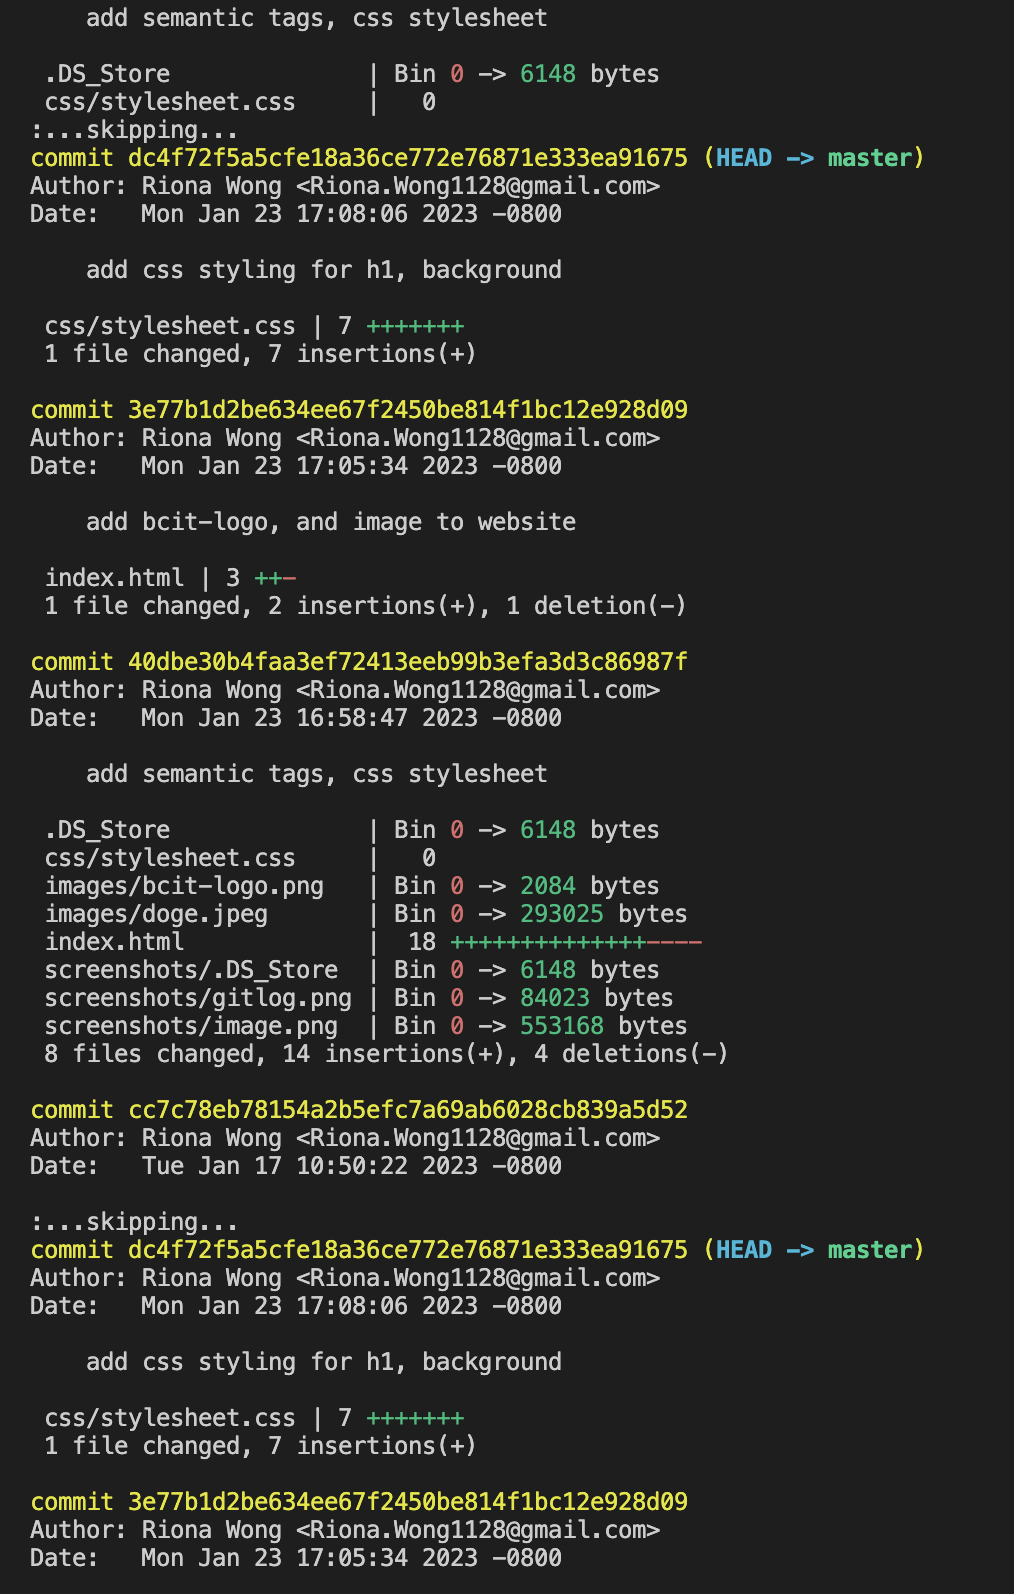 add semantic tags, css stylesheet
.DS_Store | Bin 0 -> 6148 bytes
css/stylesheet.css | 0
:...skipping...
commit dc4f72f5a5cfe18a36ce772e76871e333ea91675 (HEAD -> master)
Author: Riona Wong <Riona.Wong1128@gmail.com>
Date: Mon Jan 23 17:08:06 2023 -0800
add css styling for h1, background
css/stylesheet.css | 7 +++++++
1 file changed, 7 insertions(+)
commit 3e77b1d2be634ee67f2450be814f1bc12e928d09
Author: Riona Wong <Riona.Wong1128@gmail.com>
Date: Mon Jan 23 17:05:34 2023 -0800
add bcit-logo, and image to website
index.html | 3 ++-
1 file changed, 2 insertions(+), 1 deletion(-)
commit 40dbe30b4faa3ef72413eeb99b3efa3d3c86987f
Author: Riona Wong <Riona.Wong1128@gmail.com>
Date: Mon Jan 23 16:58:47 2023 -0800
add semantic tags, css stylesheet
.DS_Store | Bin 0 -> 6148 bytes
css/stylesheet.css | 0
images/bcit-logo.png | Bin 0 -> 2084 bytes
images/doge.jpeg | Bin 0 -> 293025 bytes
index.html | 18 ++++++++++++++----
screenshots/.DS_Store | Bin 0 -> 6148 bytes
screenshots/gitlog.png | Bin 0 -> 84023 bytes
screenshots/image.png | Bin 0 -> 553168 bytes
8 files changed, 14 insertions(+), 4 deletions(-)
commit cc7c78eb78154a2b5efc7a69ab6028cb839a5d52
Author: Riona Wong <Riona.Wong1128@gmail.com>
Date: Tue Jan 17 10:50:22 2023 -0800
:...skipping...
commit dc4f72f5a5cfe18a36ce772e76871e333ea91675 (HEAD -> master)
Author: Riona Wong <Riona.Wong1128@gmail.com>
Date: Mon Jan 23 17:08:06 2023 -0800
add css styling for h1, background
css/stylesheet.css | 7 +++++++
1 file changed, 7 insertions(+)
commit 3e77b1d2be634ee67f2450be814f1bc12e928d09
Author: Riona Wong <Riona.Wong1128@gmail.com>
Date: Mon Jan 23 17:05:34 2023 -0800